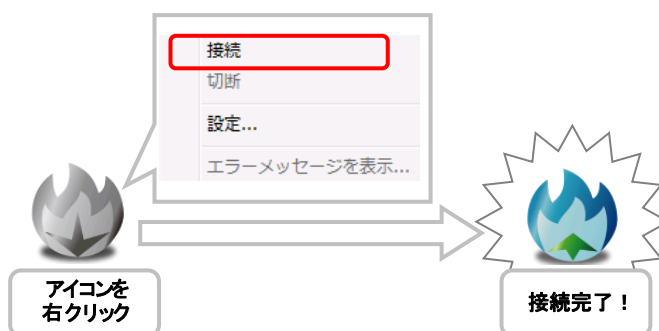 接続
切断
設定...
エラーメッセージを表示...
アイコンを
右クリック
接続完了！